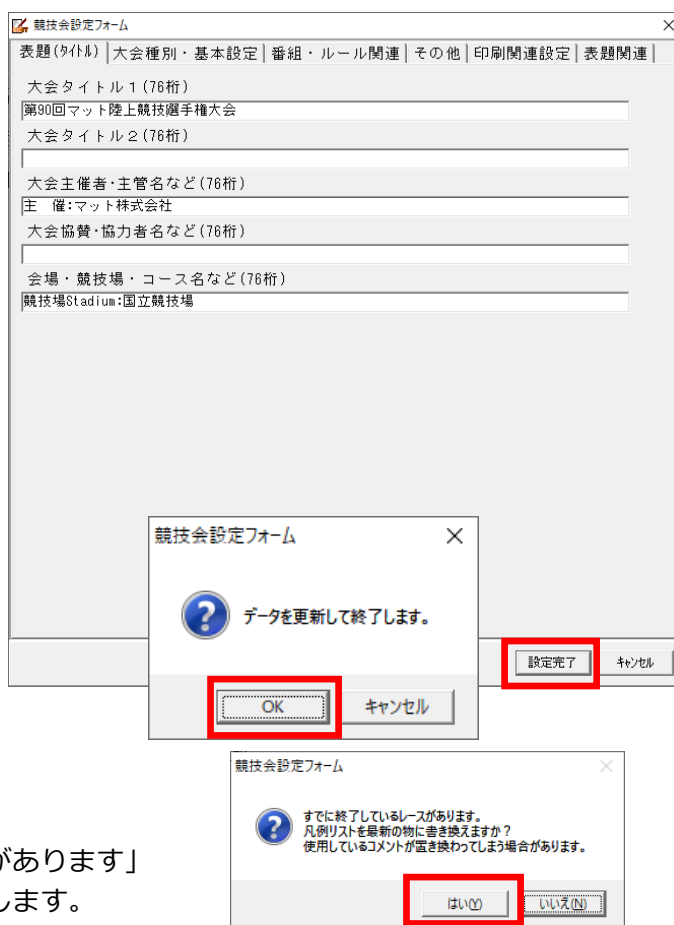 競技会設定フォーム
表題(タイトル) 大会種別・基本設定 番組・ルール関連 その他 印刷関連設定 表題関連
大会タイトル１(76桁)
第90回マット陸上競技選手権大会
大会タイトル２(76桁)
大会主催者・主管名など(76桁)
主　催:マット株式会社
大会協賛・協力者名など(76桁)
会場・競技場・コース名など(76桁)
競技場Stadium:国立競技場
競技会設定フォーム
データを更新して終了します。
OK キャンセル
設定完了 キャンセル
競技会設定フォーム
すでに終了しているレースがあります。
凡例リストを最新の物に書き換えますか？
使用しているコメントが置き換わってしまう場合があります。
はい(Y) いいえ(N)
があります」
します。